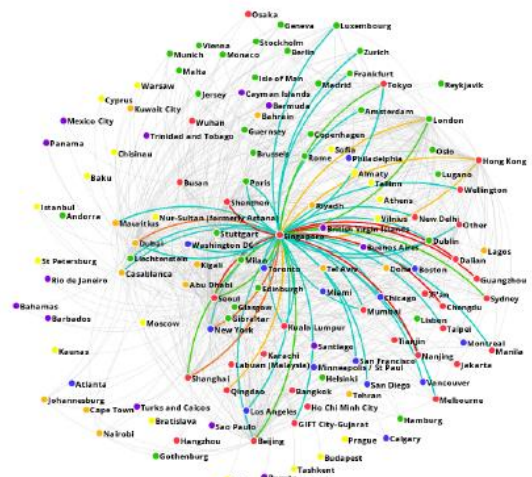 Osaka
Geneva
Luxembourg
Vienna
Stockholm
Munich
Monaco
Berlin
Zurich
Malta
Isle of Man
Frankfurt
Warsaw
Jersey
Cayman Islands
Madrid
Tokyo
Reykjavik
Cyprus
Kuwait City
Bermuda
Amsterdam
Mexico City
Wuhan
Bahrain
London
Trinidad and Tobago
Guernsey
Copenhagen
Panama
Chisinau
Brussels
Rome
Sofia
Philadelphia
Oslo
Hong Kong
Baku
Busan
Paris
Almaty
Lugano
Tallinn
Wellington
Istanbul
Andorra
Shenzhen
Riyadh
Athens
Mauritius
Nur-Sultan (formerly Astana)
Vilnius
New Delhi
Other
Stuttgart
Singapore
British Virgin Islands
Dubai
Washington DC
Buenos Aires
Dublin
Lagos
St Petersburg
Liechtenstein
Milan
Dalian
Casablanca
Kigali
Toronto
Tel Aviv
Doha
Boston
Rio de Janeiro
Abu Dhabi
Edinburgh
Miami
Xi'an
Guangzhou
Bahamas
Seoul
Chicago
Sydney
Barbados
Glasgow
Mumbai
Chengdu
Moscow
Gibraltar
Lisbon
New York
Kuala Lumpur
Taipei
Kaunas
Santiago
Tianjin
Montreal
Karachi
Nanjing
Manila
Labuan (Malaysia)
Minneapolis / St Paul
San Francisco
Jakarta
Atlanta
Shanghai
Helsinki
San Diego
Vancouver
Johannesburg
Qingdao
Bangkok
Tehran
Melbourne
Cape Town
Turks and Caicos
Los Angeles
Ho Chi Minh City
Bratislava
Sao Paulo
GIFT City-Gujarat
Hamburg
Nairobi
Hangzhou
Beijing
Prague
Calgary
Gothenburg
Budapest
Tashkent